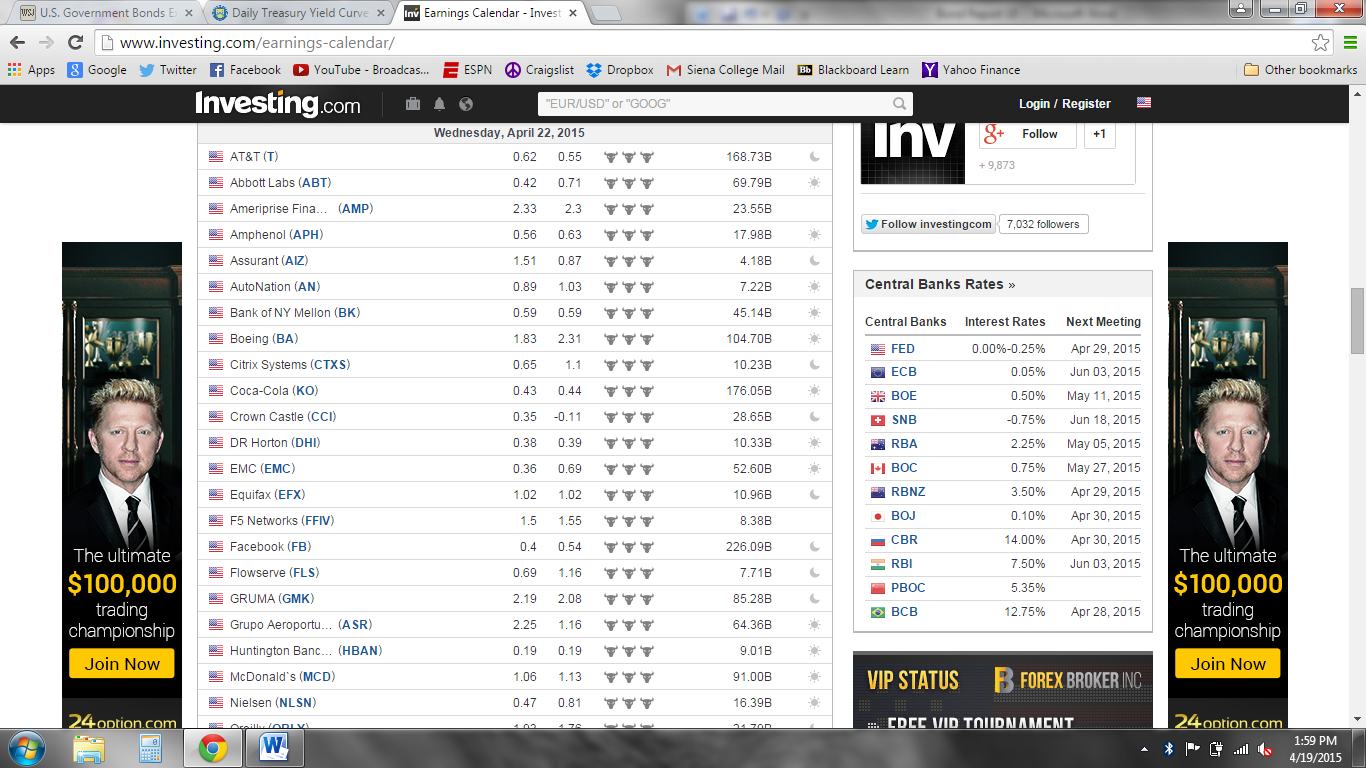 U.S. Government Bonds E
Daily Treasury Yield Curve
Earnings Calendar - Invest
www.investing.com/earnings-calendar/
Apps Google Twitter Facebook YouTube - Broadcas... ESPN Craigslist Dropbox Siena College Mail Blackboard Learn Yahoo Finance Other bookmarks
Investing.com "EUR/USD" or "GOOG" Login / Register
Wednesday, April 22, 2015
AT&T (T) 0.62 0.55 168.73B
Abbott Labs (ABT) 0.42 0.71 69.79B
Ameriprise Fina... (AMP) 2.33 2.3 23.55B
Amphenol (APH) 0.56 0.63 17.98B
Assurant (AIZ) 1.51 0.87 4.18B
AutoNation (AN) 0.89 1.03 7.22B
Bank of NY Mellon (BK) 0.59 0.59 45.14B
Boeing (BA) 1.83 2.31 104.70B
Citrix Systems (CTXS) 0.65 1.1 10.23B
Coca-Cola (KO) 0.43 0.44 176.05B
Crown Castle (CCI) 0.35 -0.11 28.65B
DR Horton (DHI) 0.38 0.39 10.33B
EMC (EMC) 0.36 0.69 52.60B
Equifax (EFX) 1.02 1.02 10.96B
F5 Networks (FFIV) 1.5 1.55 8.38B
Facebook (FB) 0.4 0.54 226.09B
Flowserve (FLS) 0.69 1.16 7.71B
GRUMA (GMK) 2.19 2.08 85.28B
Grupo Aeroportu... (ASR) 2.25 1.16 64.36B
Huntington Banc... (HBAN) 0.19 0.19 9.01B
McDonald`s (MCD) 1.06 1.13 91.00B
Nielsen (NLSN) 0.47 0.81 16.39B
Inv
g+ Follow +1
+ 9,873
Follow investingcom 7,032 followers
Central Banks Rates »
Central Banks Interest Rates Next Meeting
FED 0.00%-0.25% Apr 29, 2015
ECB 0.05% Jun 03, 2015
BOE 0.50% May 11, 2015
SNB -0.75% Jun 18, 2015
RBA 2.25% May 05, 2015
BOC 0.75% May 27, 2015
RBNZ 3.50% Apr 29, 2015
BOJ 0.10% Apr 30, 2015
CBR 14.00% Apr 30, 2015
RBI 7.50% Jun 03, 2015
PBOC 5.35%
BCB 12.75% Apr 28, 2015
VIP STATUS FOREX BROKER INC
FREE VIP TOURNAMENT
The ultimate
$100,000
trading
championship
Join Now
24option.com
The ultimate
$100,000
trading
championship
Join Now
24option.com
1:59 PM
4/19/2015